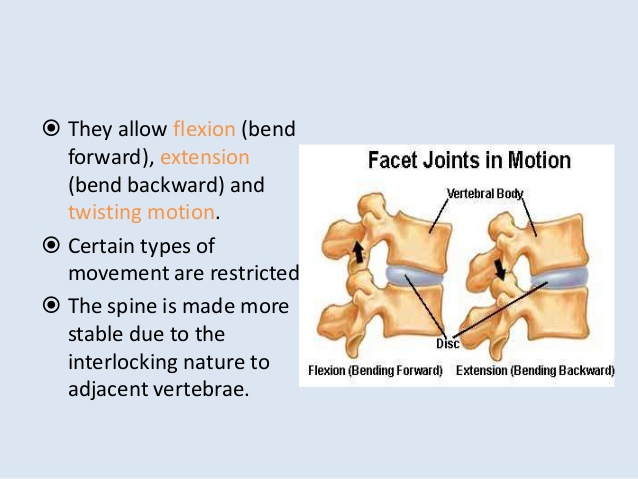 ⦿ They allow flexion (bend
forward), extension
(bend backward) and
twisting motion.
⦿ Certain types of
movement are restricted
⦿ The spine is made more
stable due to the
interlocking nature to
adjacent vertebrae.
Facet Joints in Motion
Vertebral Body
Disc
Flexion (Bending Forward)
Extension (Bending Backward)